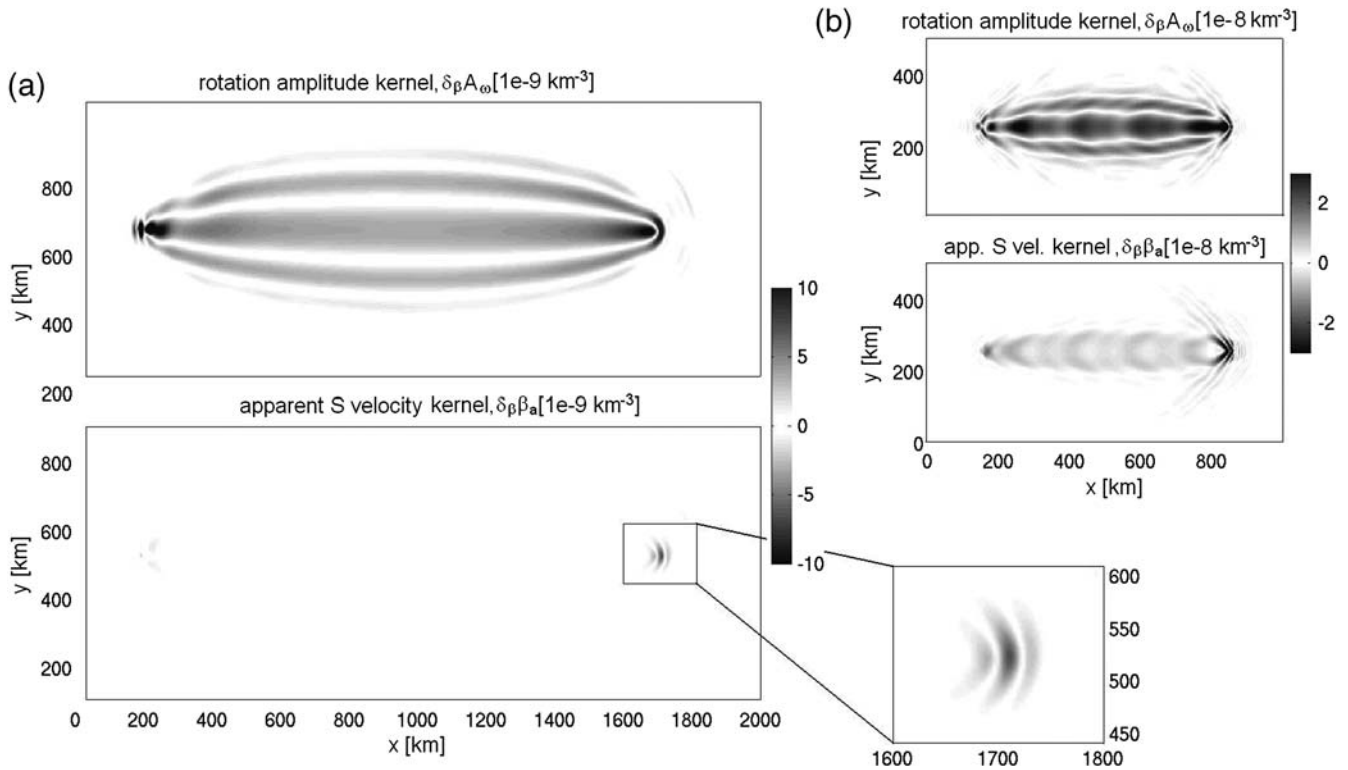 (a)
rotation amplitude kernel, δβAω[1e-9 km-3]
y [km]
800
600
400
200
10
5
0
-5
-10
apparent S velocity kernel, δββa[1e-9 km-3]
y [km]
800
600
400
200
0 200 400 600 800 1000 1200 1400 1600 1800 2000
x [km]
(b)
rotation amplitude kernel, δβAω[1e-8 km-3]
y [km]
400
200
2
0
-2
app. S vel. kernel, δββa[1e-8 km-3]
y [km]
400
200
0
0 200 400 600 800
x [km]
600
550
500
450
1600 1700 1800